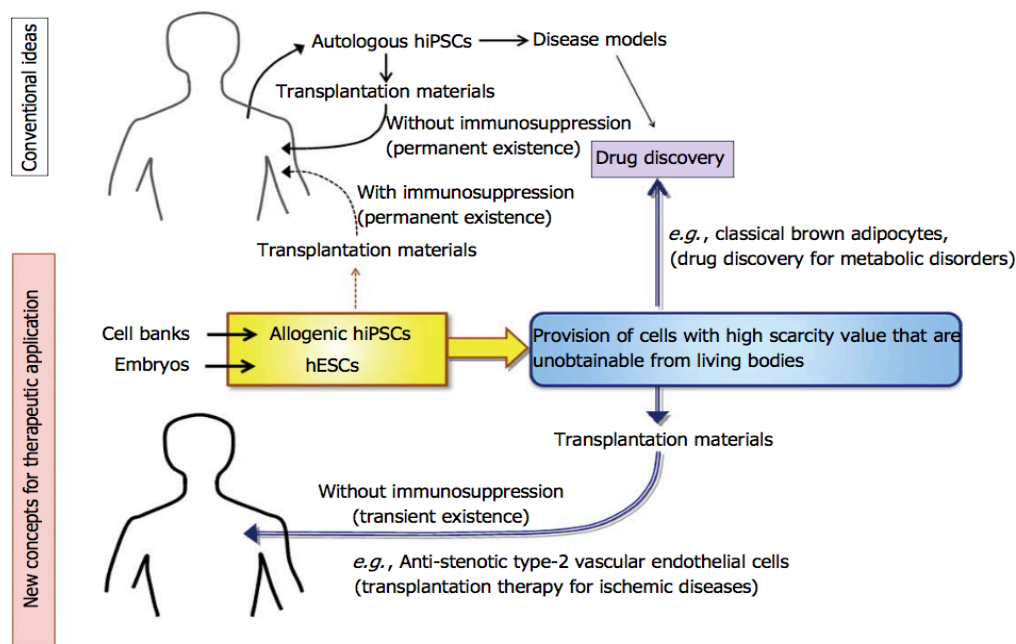 Conventional ideas
Autologous hiPSCs
Disease models
Transplantation materials
Without immunosuppression
(permanent existence)
Drug discovery
With immunosuppression
(permanent existence)
Transplantation materials
e.g., classical brown adipocytes,
(drug discovery for metabolic disorders)
New concepts for therapeutic application
Cell banks
Embryos
Allogenic hiPSCs
hESCs
Provision of cells with high scarcity value that are
unobtainable from living bodies
Transplantation materials
Without immunosuppression
(transient existence)
e.g., Anti-stenotic type-2 vascular endothelial cells
(transplantation therapy for ischemic diseases)